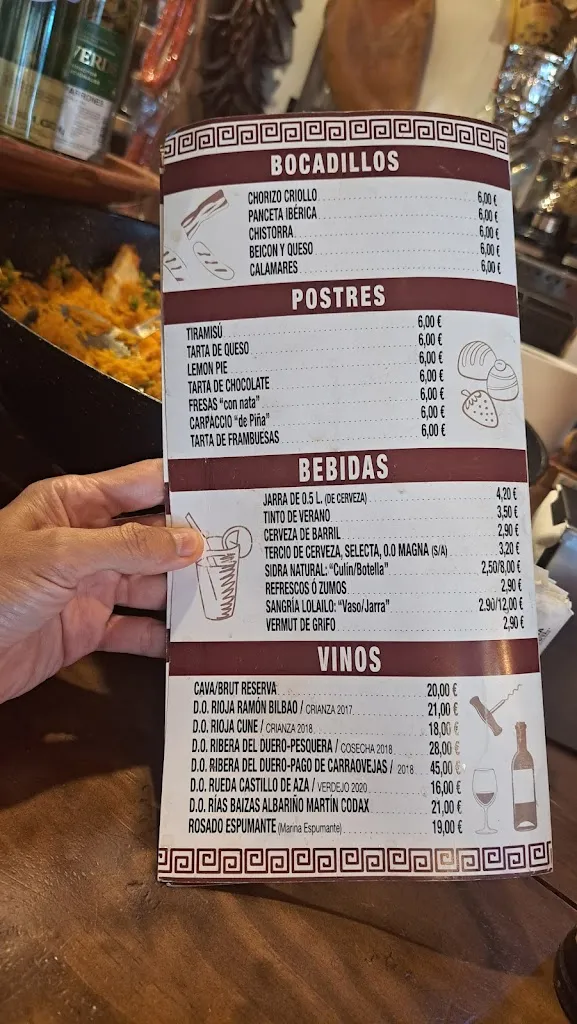 VERD
BOCADILLOS
CHORIZO CRIOLLO 6,00 €
PANCETA IBÉRICA 6,00 €
CHISTORRA 6,00 €
BEICON Y QUESO 6,00 €
CALAMARES 6,00 €
POSTRES
TIRAMISÚ 6,00 €
TARTA DE QUESO 6,00 €
LEMON PIE 6,00 €
TARTA DE CHOCOLATE 6,00 €
FRESAS "con nata" 6,00 €
CARPACCIO "de Piña" 6,00 €
TARTA DE FRAMBUESAS 6,00 €
BEBIDAS
JARRA DE 0.5 L. (DE CERVEZA) 4,20 €
TINTO DE VERANO 3,50 €
CERVEZA DE BARRIL 2,90 €
TERCIO DE CERVEZA, SELECTA, 0.0 MAGNA (S/A) 3,20 €
SIDRA NATURAL: "Culín/Botella" 2,50/8,00 €
REFRESCOS Ó ZUMOS 2,90 €
SANGRÍA LOLAILO: "Vaso/Jarra" 2.90/12,00 €
VERMUT DE GRIFO 2,90 €
VINOS
CAVA/BRUT RESERVA 20,00 €
D.O. RIOJA RAMÓN BILBAO / CRIANZA 2017 21,00 €
D.O. RIOJA CUNE / CRIANZA 2018 18,00 €
D.O. RIBERA DEL DUERO-PESQUERA / COSECHA 2018 28,00 €
D.O. RIBERA DEL DUERO-PAGO DE CARRAOVEJAS / 2018 45,00 €
D.O. RUEDA CASTILLO DE AZA / VERDEJO 2020 16,00 €
D.O. RÍAS BAIZAS ALBARIÑO MARTÍN CODAX 21,00 €
ROSADO ESPUMANTE (Marina Espumante) 19,00 €